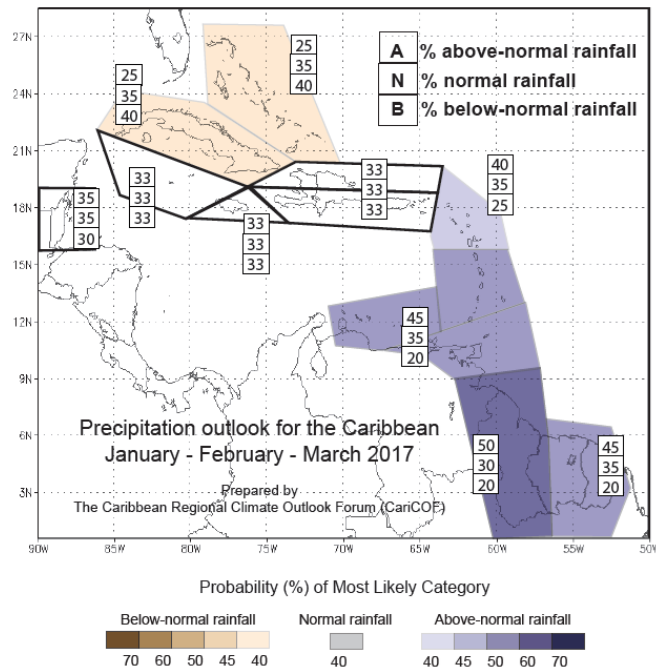 27N
24N
21N
18N
15N
12N
9N
6N
3N
90W
85W
80W
75W
70W
65W
60W
55W
50W
A % above-normal rainfall
N % normal rainfall
B % below-normal rainfall
25
35
40
25
35
40
33
33
33
33
33
33
33
33
33
35
35
30
40
35
25
45
35
20
50
30
20
45
35
20
Precipitation outlook for the Caribbean
January - February - March 2017
Prepared by
The Caribbean Regional Climate Outlook Forum (CariCOF)
Probability (%) of Most Likely Category
Below-normal rainfall
Normal rainfall
Above-normal rainfall
70 60 50 45 40
40
40 45 50 60 70